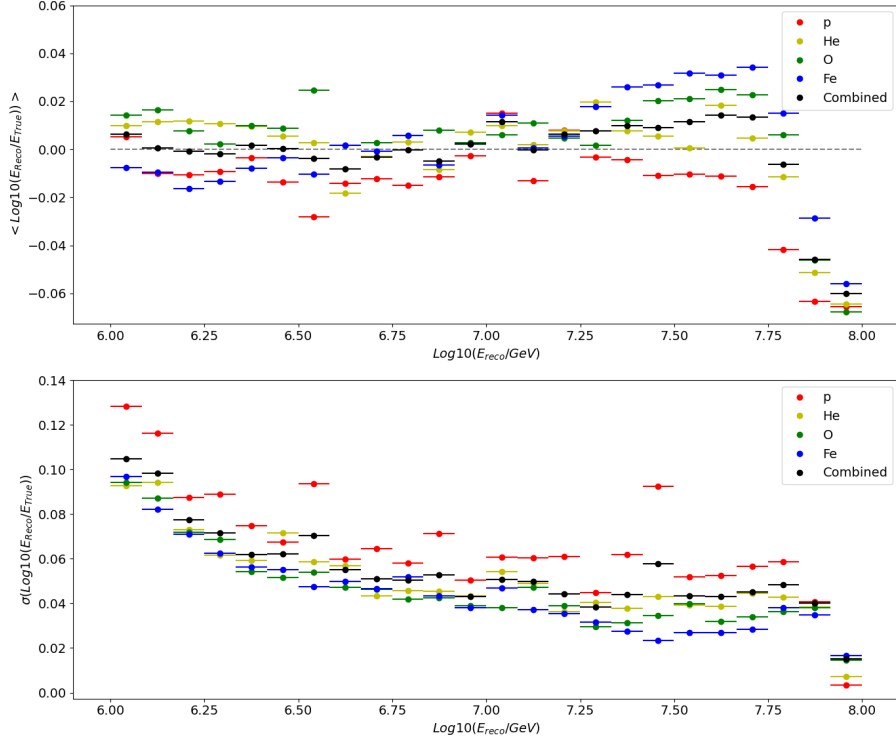 0.06
0.04
0.02
0.00
−0.02
−0.04
−0.06
< Log10(E_Reco/E_True)) >
p
He
O
Fe
Combined
6.00 6.25 6.50 6.75 7.00 7.25 7.50 7.75 8.00
Log10(E_reco/GeV)
0.14
0.12
0.10
0.08
0.06
0.04
0.02
0.00
σ(Log10(E_Reco/E_True))
p
He
O
Fe
Combined
6.00 6.25 6.50 6.75 7.00 7.25 7.50 7.75 8.00
Log10(E_reco/GeV)